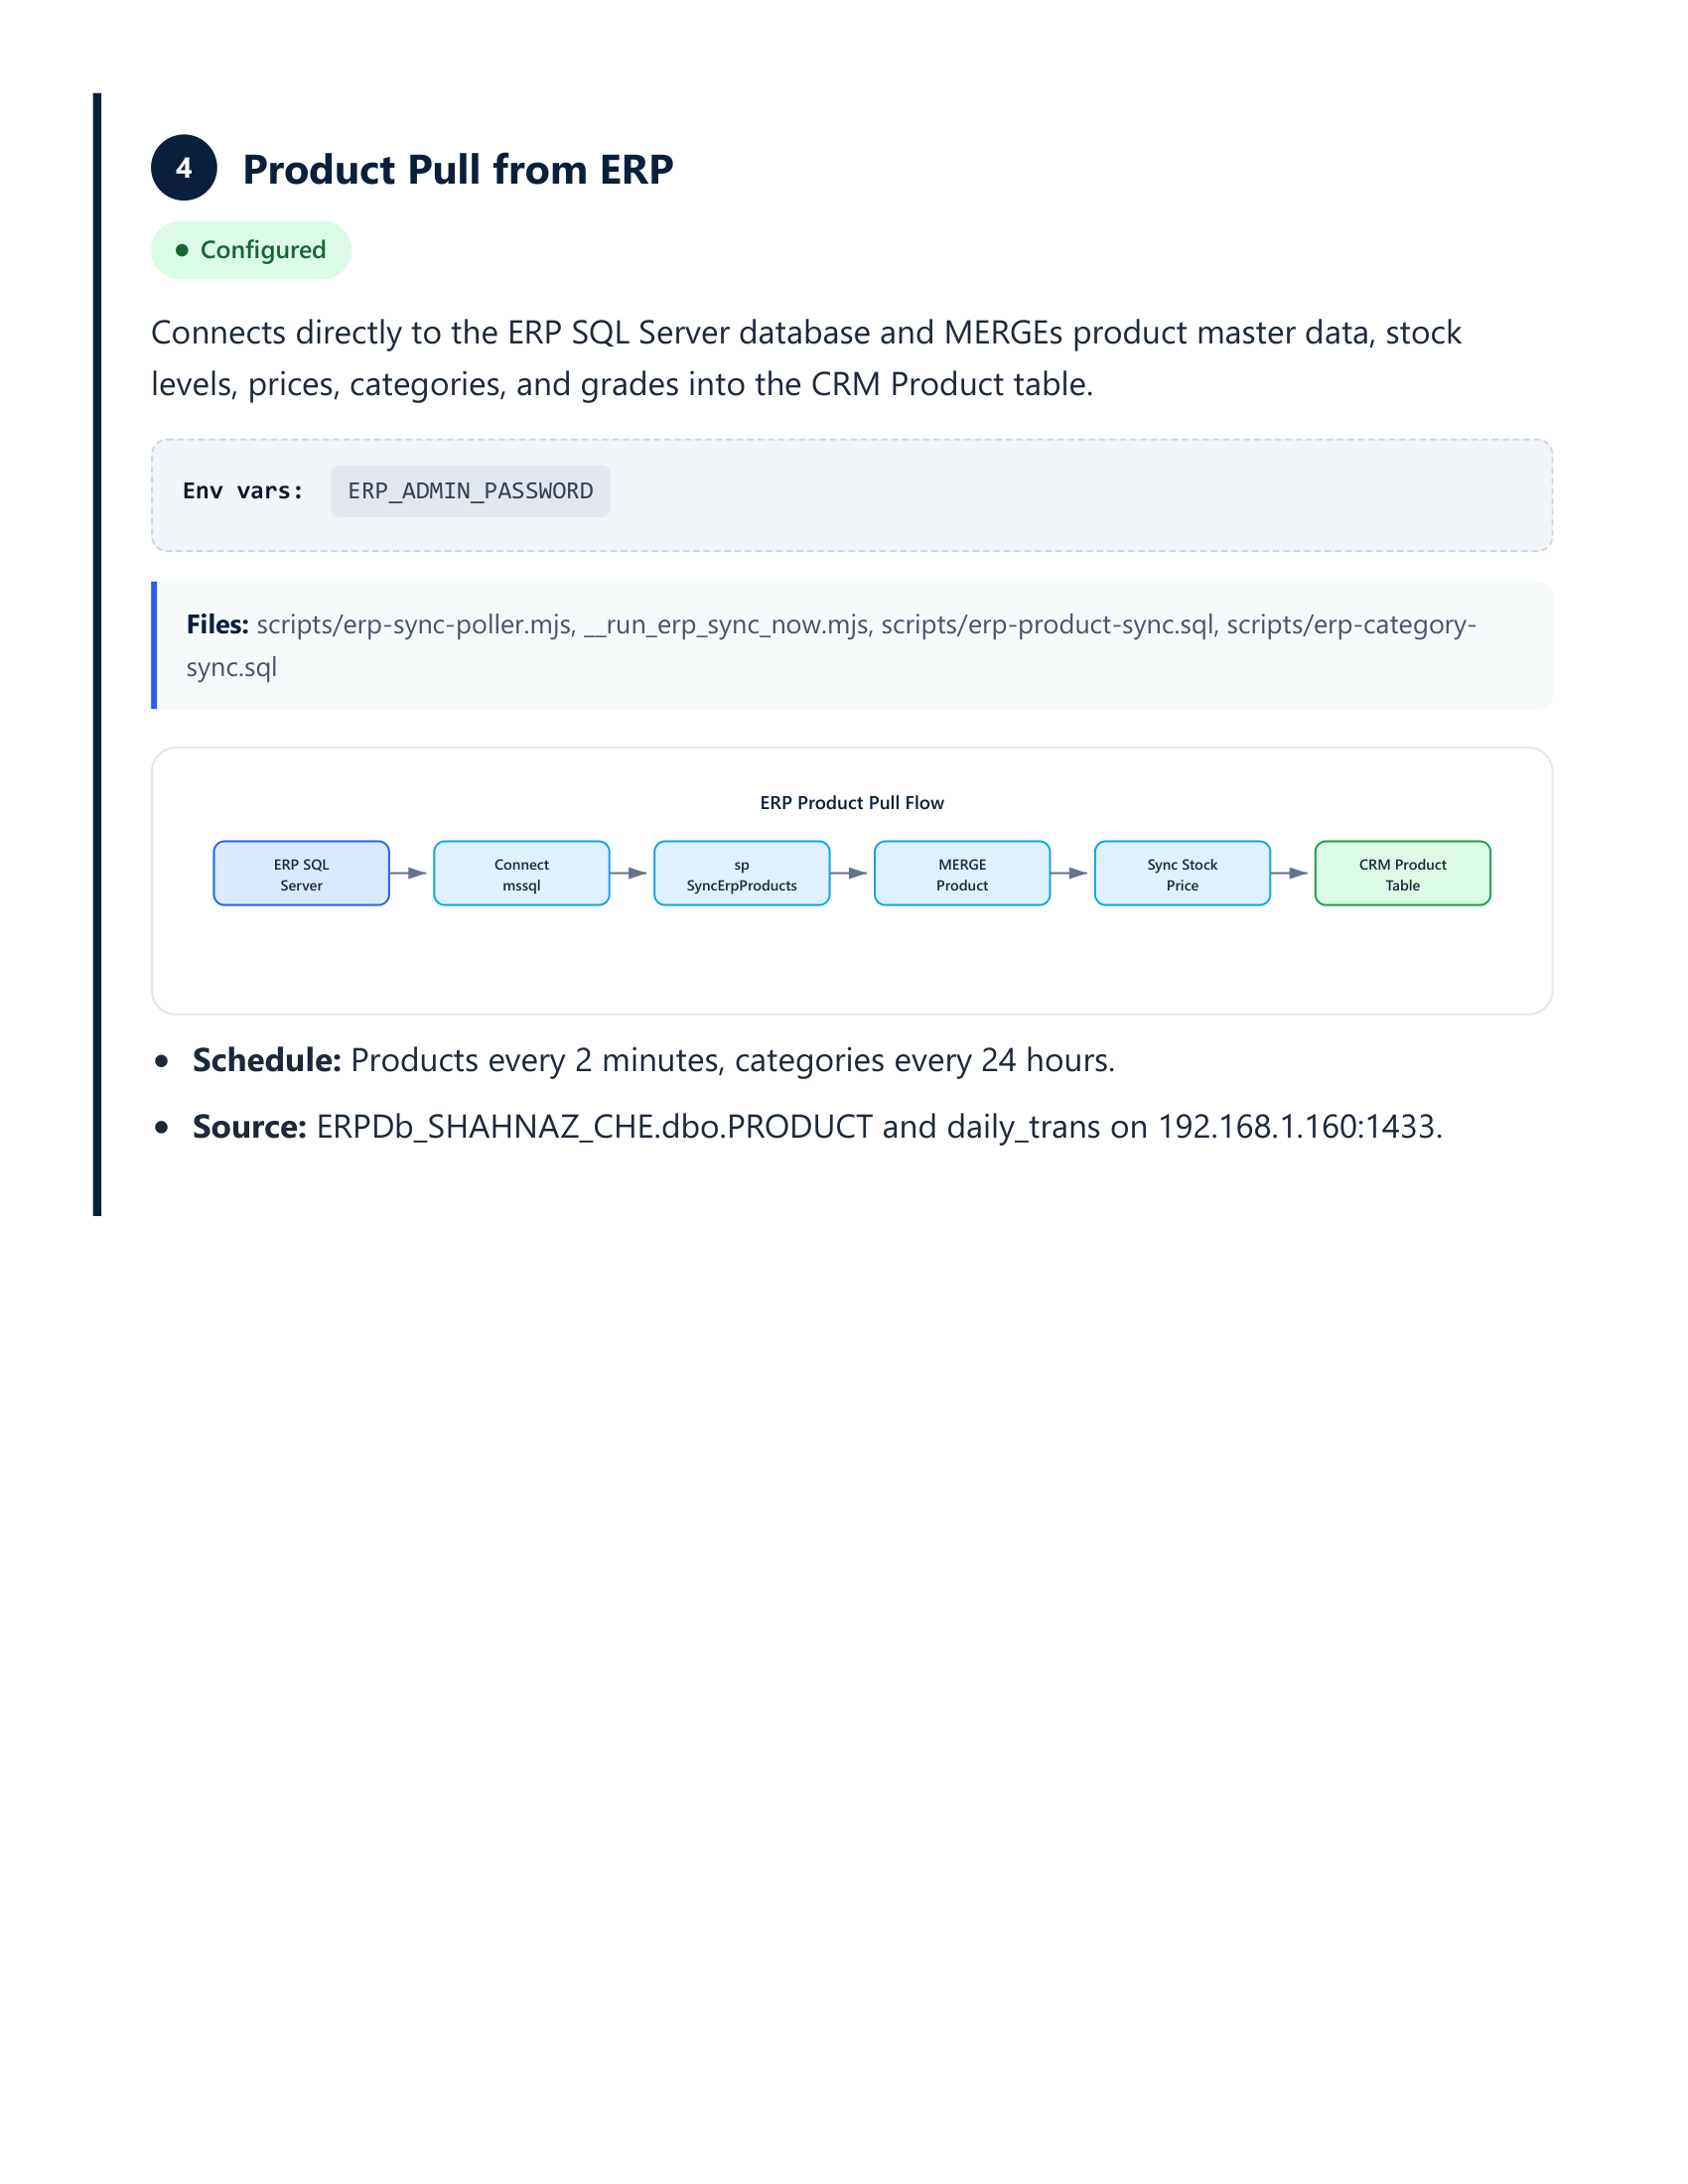 4 Product Pull from ERP
● Configured
Connects directly to the ERP SQL Server database and MERGEs product master data, stock
levels, prices, categories, and grades into the CRM Product table.
Env vars: ERP_ADMIN_PASSWORD
Files: scripts/erp-sync-poller.mjs, __run_erp_sync_now.mjs, scripts/erp-product-sync.sql, scripts/erp-category-
sync.sql
ERP Product Pull Flow
ERP SQL
Server
Connect
mssql
sp
SyncErpProducts
MERGE
Product
Sync Stock
Price
CRM Product
Table
• Schedule: Products every 2 minutes, categories every 24 hours.
• Source: ERPDb_SHAHNAZ_CHE.dbo.PRODUCT and daily_trans on 192.168.1.160:1433.